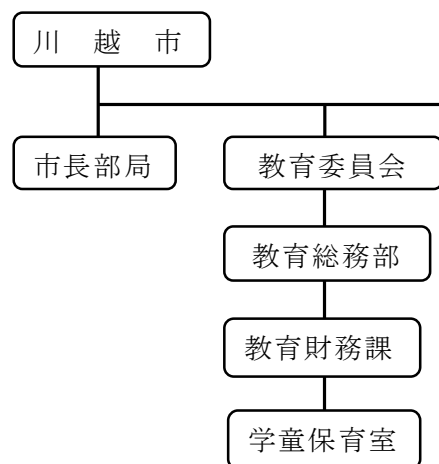 川　越　市
市長部局
教育委員会
教育総務部
教育財務課
学童保育室